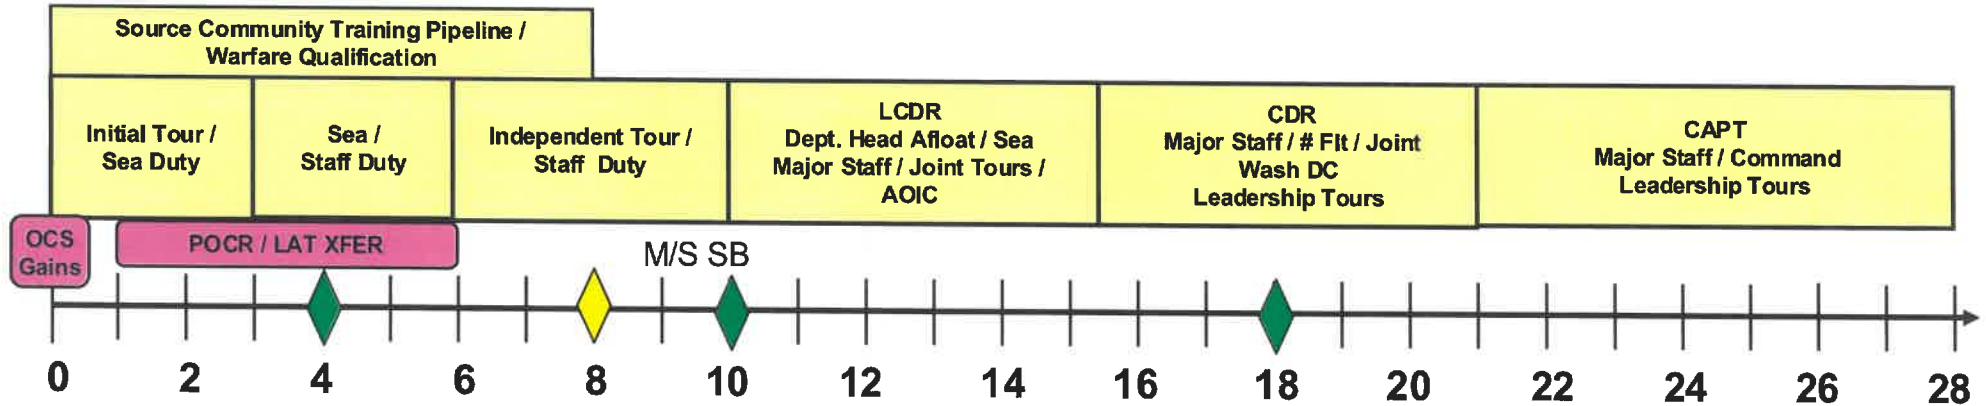 Source Community Training Pipeline /
Warfare Qualification
Initial Tour /
Sea Duty
Sea /
Staff Duty
Independent Tour /
Staff Duty
LCDR
Dept. Head Afloat / Sea
Major Staff / Joint Tours /
AOIC
CDR
Major Staff / # Flt / Joint
Wash DC
Leadership Tours
CAPT
Major Staff / Command
Leadership Tours
OCS
Gains
POCR / LAT XFER
M/S SB
0 2 4 6 8 10 12 14 16 18 20 22 24 26 28